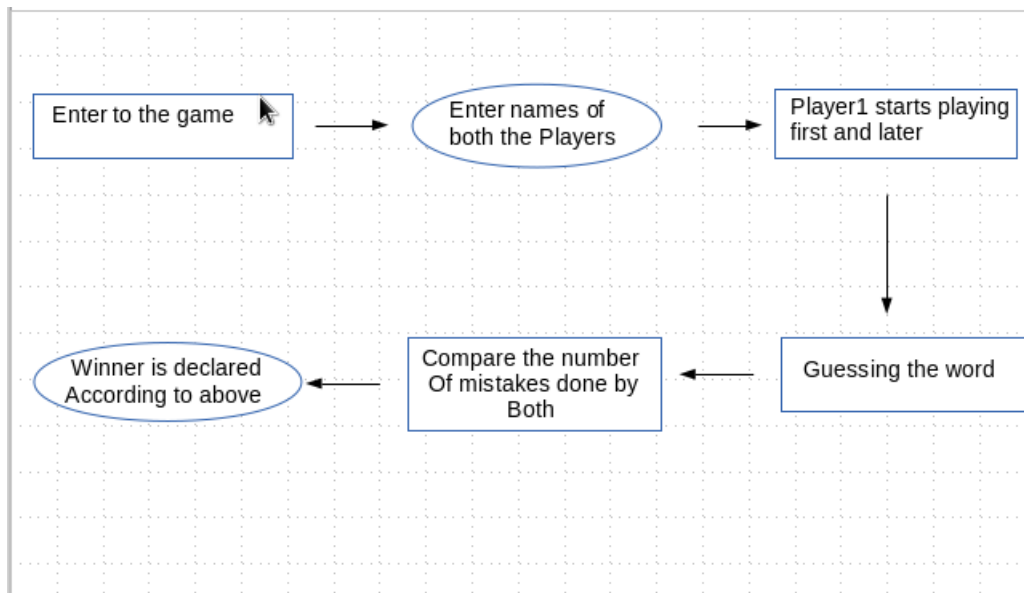 Enter to the game
Enter names of
both the Players
Player1 starts playing
first and later
Guessing the word
Compare the number
Of mistakes done by
Both
Winner is declared
According to above